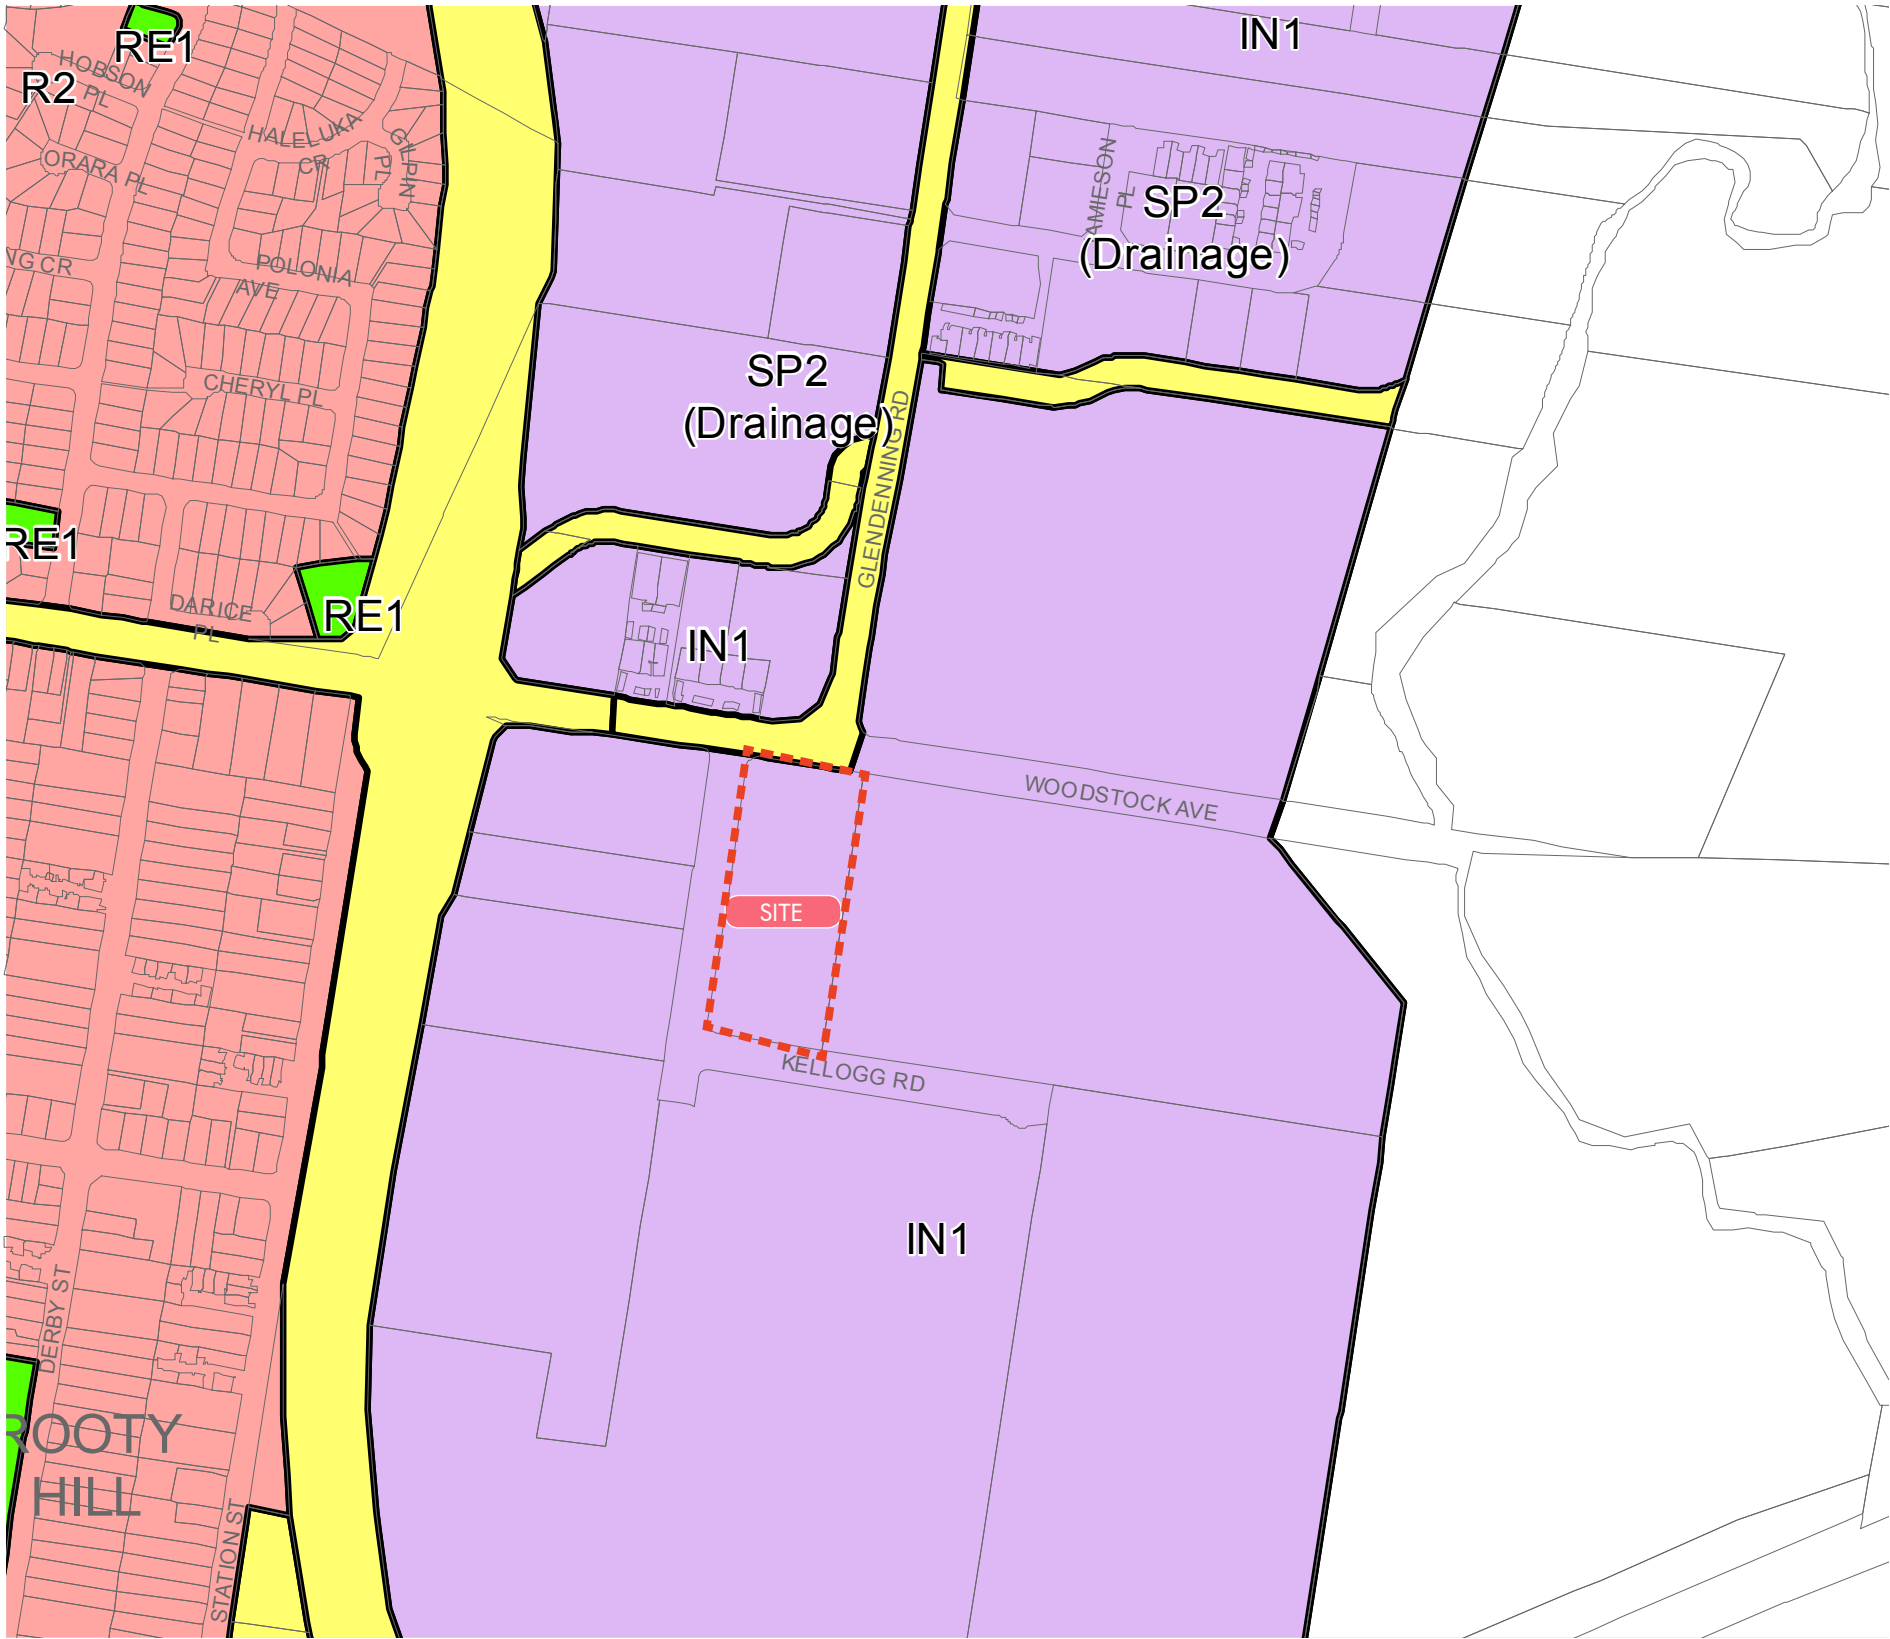 RE1
IN1
HOBSON
PL
R2
HALELUKA
CR
GILPIN
PL
ORARA PL
AMIESON
PL
SP2
(Drainage)
NG CR
POLONIA
AVE
CHERYL PL
SP2
(Drainage)
GLENDENNING RD
RE1
DARICE
PL
RE1
IN1
WOODSTOCK AVE
SITE
KELLOGG RD
IN1
DERBY ST
ROOTY
HILL
STATION ST